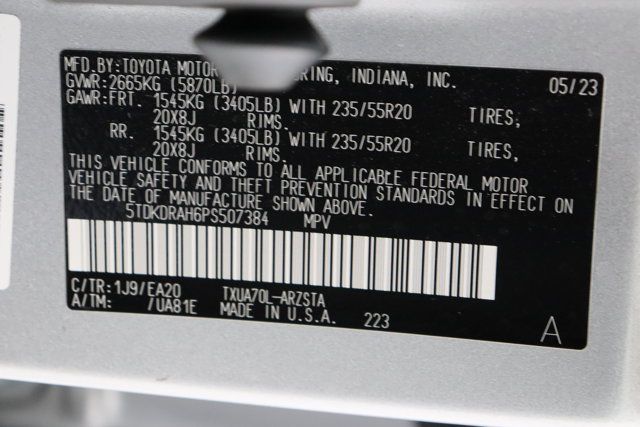 MFD.BY:TOYOTA MOTOR RING, INDIANA, INC. 05/23
GVWR:2665KG (5870LB)
GAWR:FRT. 1545KG (3405LB) WITH 235/55R20 TIRES,
20X8J RIMS.
RR. 1545KG (3405LB) WITH 235/55R20 TIRES,
20X8J RIMS.
THIS VEHICLE CONFORMS TO ALL APPLICABLE FEDERAL MOTOR
VEHICLE SAFETY AND THEFT PREVENTION STANDARDS IN EFFECT ON
THE DATE OF MANUFACTURE SHOWN ABOVE.
5TDKDRAH6PS507384 MPV
C/TR:1J9/EA20 TXUA70L-ARZSTA
A/TM: /UA81E MADE IN U.S.A. 223
A